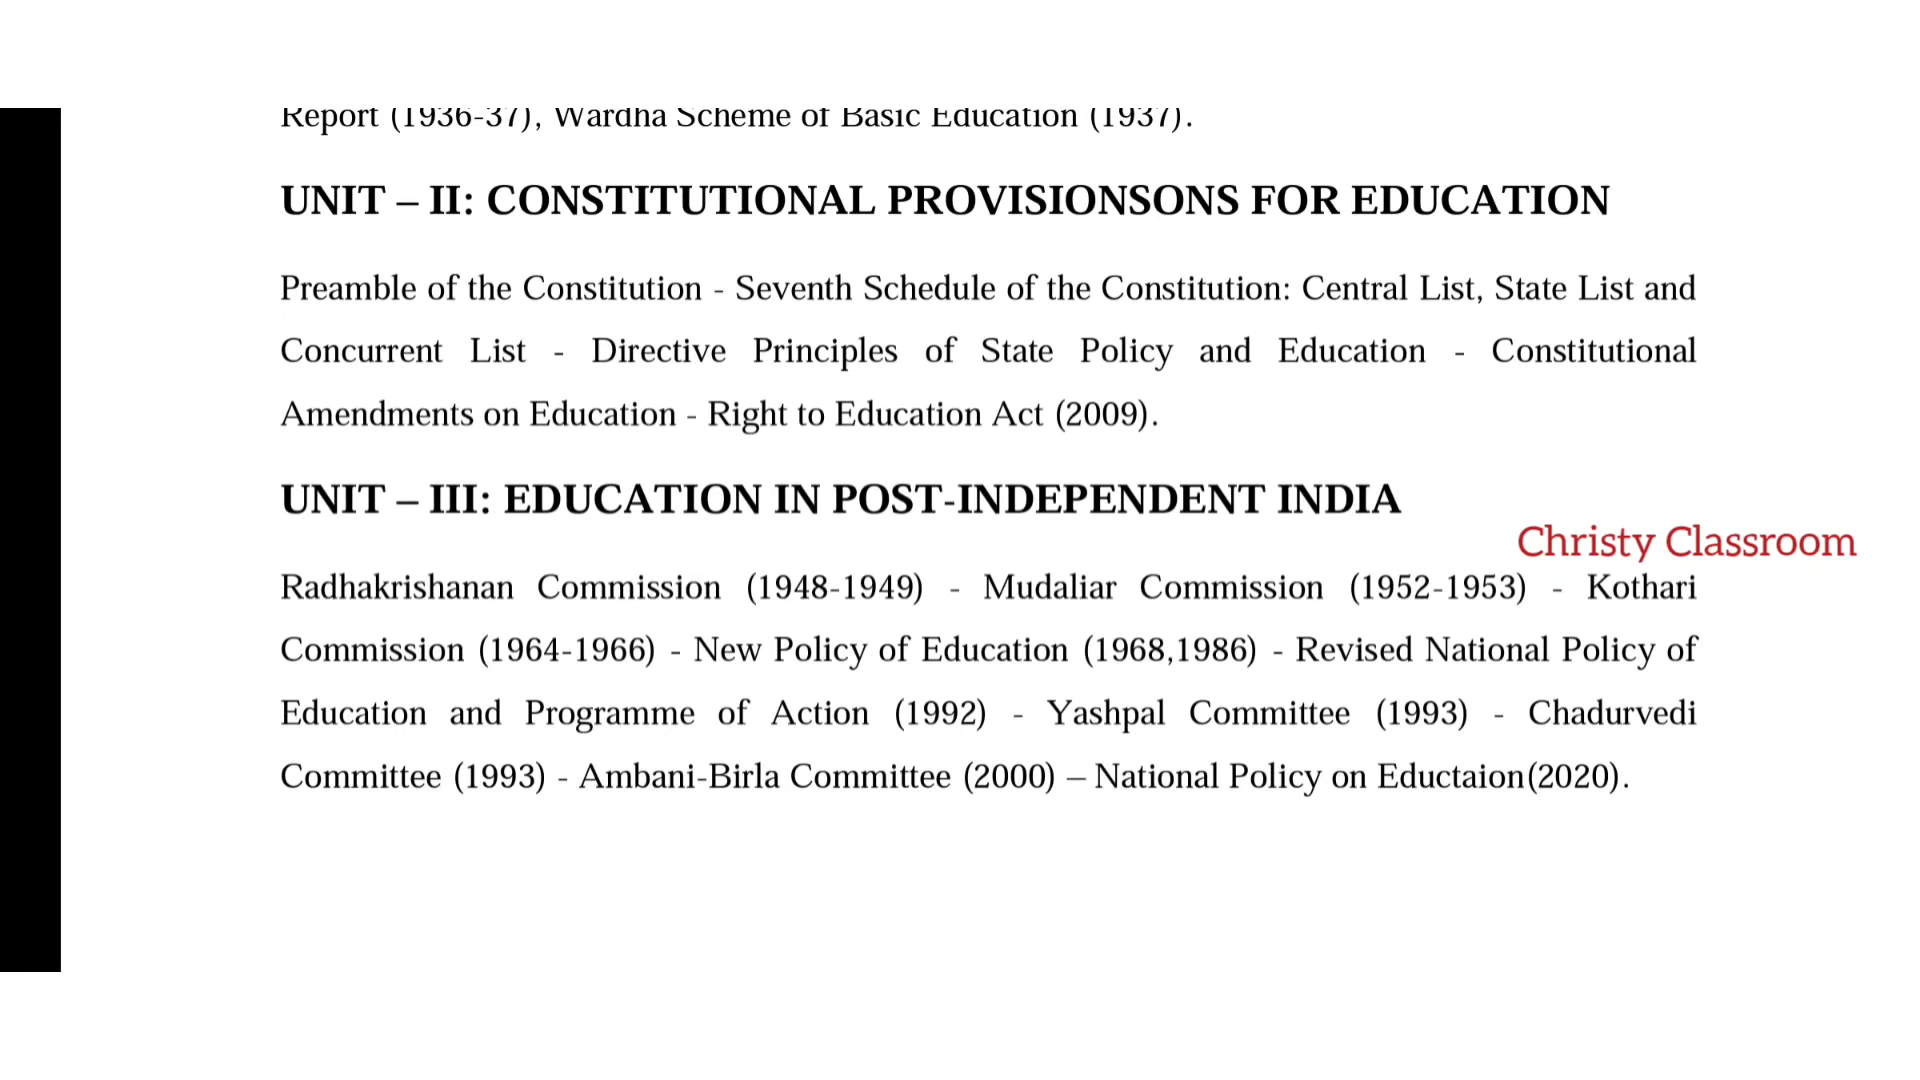 Report (1936-37), Wardha Scheme of Basic Education (1937).
UNIT – II: CONSTITUTIONAL PROVISIONSONS FOR EDUCATION
Preamble of the Constitution - Seventh Schedule of the Constitution: Central List, State List and
Concurrent List - Directive Principles of State Policy and Education - Constitutional
Amendments on Education - Right to Education Act (2009).
UNIT – III: EDUCATION IN POST-INDEPENDENT INDIA
Christy Classroom
Radhakrishanan Commission (1948-1949) - Mudaliar Commission (1952-1953) - Kothari
Commission (1964-1966) - New Policy of Education (1968,1986) - Revised National Policy of
Education and Programme of Action (1992) - Yashpal Committee (1993) - Chadurvedi
Committee (1993) - Ambani-Birla Committee (2000) – National Policy on Eductaion(2020).